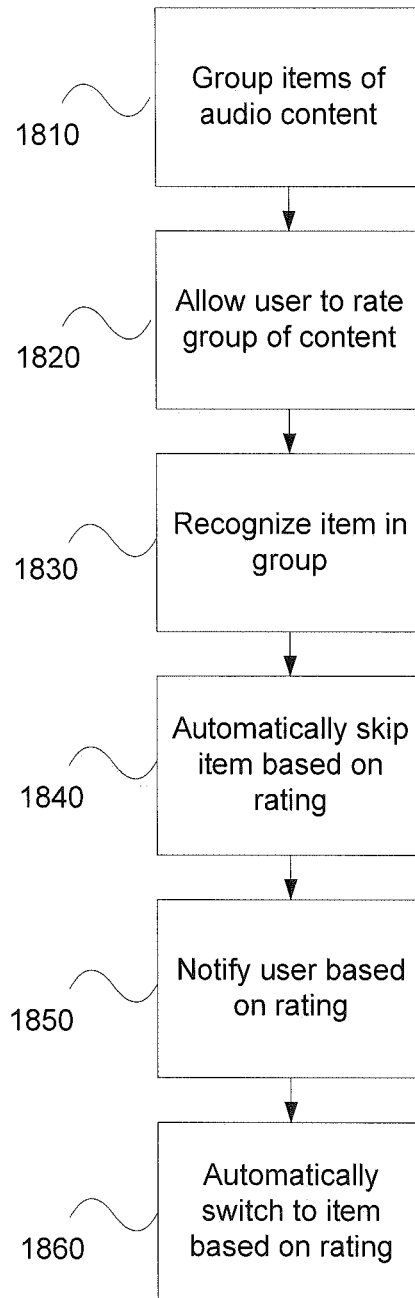 Group items of
audio content
1810
Allow user to rate
group of content
1820
Recognize item in
group
1830
Automatically skip
item based on
rating
1840
Notify user based
on rating
1850
Automatically
switch to item
based on rating
1860